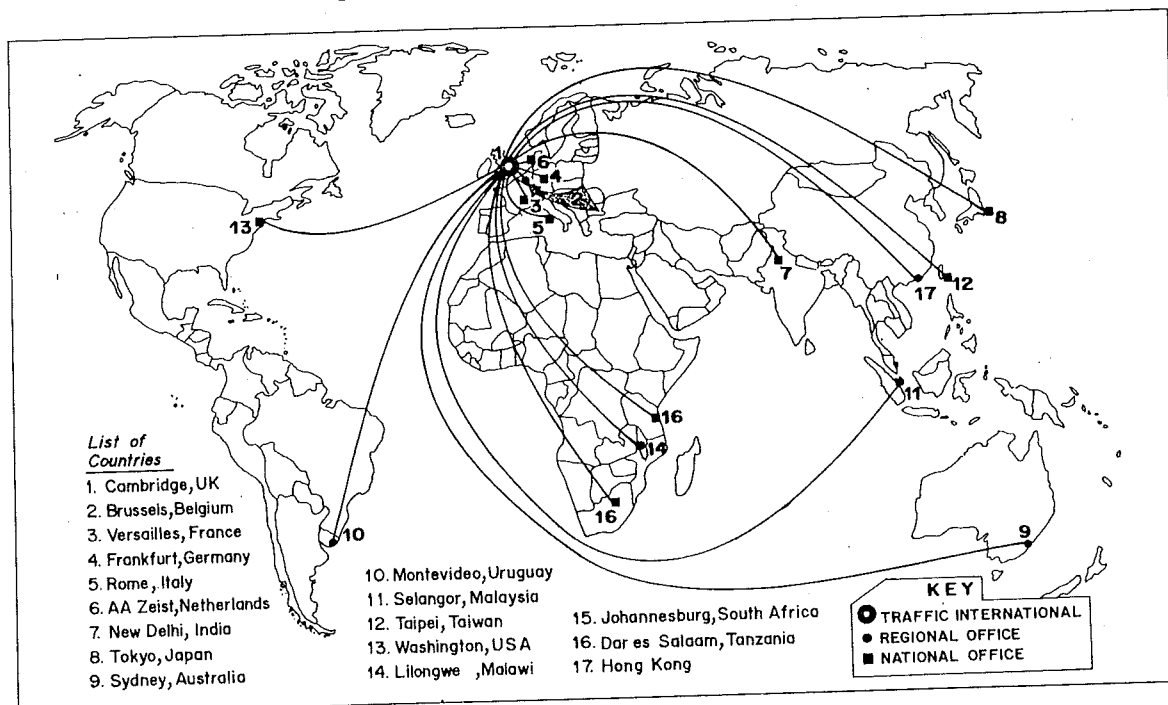 1
6
4
2
3
5
13
8
7
17
12
11
16
14
16
10
9
List of
Countries
1. Cambridge, UK
2. Brussels, Belgium
3. Versailles, France
4. Frankfurt, Germany
5. Rome, Italy
6. AA Zeist, Netherlands
7. New Delhi, India
8. Tokyo, Japan
9. Sydney, Australia
10. Montevideo, Uruguay
11. Selangor, Malaysia
12. Taipei, Taiwan
13. Washington, USA
14. Lilongwe , Malawi
15. Johannesburg, South Africa
16. Dar es Salaam, Tanzania
17. Hong Kong
KEY
TRAFFIC INTERNATIONAL
REGIONAL OFFICE
NATIONAL OFFICE